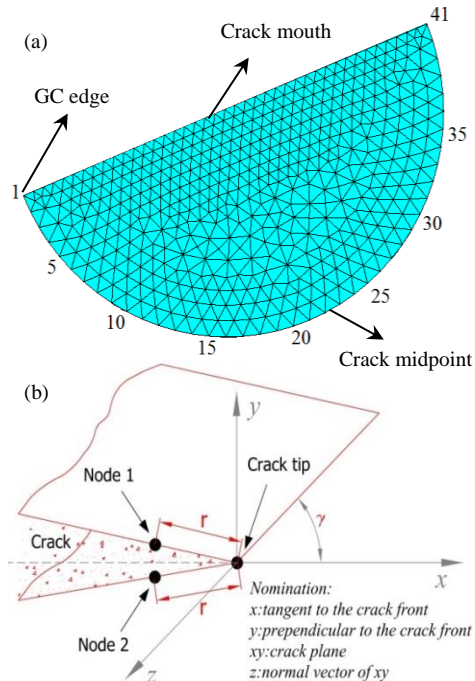 (a)
Crack mouth
41
GC edge
35
1
30
5
25
10
20
15
Crack midpoint
(b)
y
Node 1
Crack tip
r
γ
Crack
x
r
Node 2
Nomination:
x:tangent to the crack front
y:prependicular to the crack front
xy:crack plane
z
z:normal vector of xy